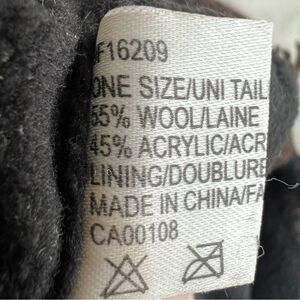 F16209
ONE SIZE/UNI TAIL
55% WOOL/LAINE
45% ACRYLIC/ACR
LINING/DOUBLURE
MADE IN CHINA/FA
CA00108